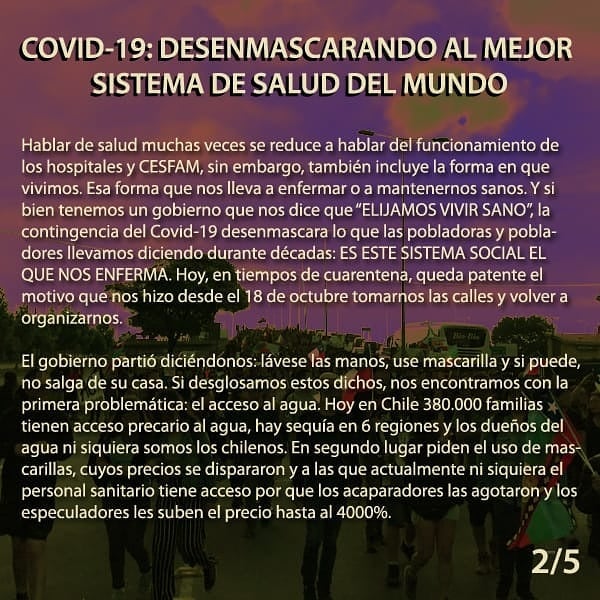 COVID-19: DESENMASCARANDO AL MEJOR
SISTEMA DE SALUD DEL MUNDO
Hablar de salud muchas veces se reduce a hablar del funcionamiento de
los hospitales y CESFAM, sin embargo, también incluye la forma en que
vivimos. Esa forma que nos lleva a enfermar o a mantenernos sanos. Y si
bien tenemos un gobierno que nos dice que “ELIJAMOS VIVIR SANO”, la
contingencia del Covid-19 desenmascara lo que las pobladoras y pobla-
dores llevamos diciendo durante décadas: ES ESTE SISTEMA SOCIAL EL
QUE NOS ENFERMA. Hoy, en tiempos de cuarentena, queda patente el
motivo que nos hizo desde el 18 de octubre tomarnos las calles y volver a
organizarnos.
El gobierno partió diciéndonos: lávese las manos, use mascarilla y si puede,
no salga de su casa. Si desglosamos estos dichos, nos encontramos con la
primera problemática: el acceso al agua. Hoy en Chile 380.000 familias
tienen acceso precario al agua, hay sequía en 6 regiones y los dueños del
agua ni siquiera somos los chilenos. En segundo lugar piden el uso de mas-
carillas, cuyos precios se dispararon y a las que actualmente ni siquiera el
personal sanitario tiene acceso por que los acaparadores las agotaron y los
especuladores les suben el precio hasta al 4000%.
2/5